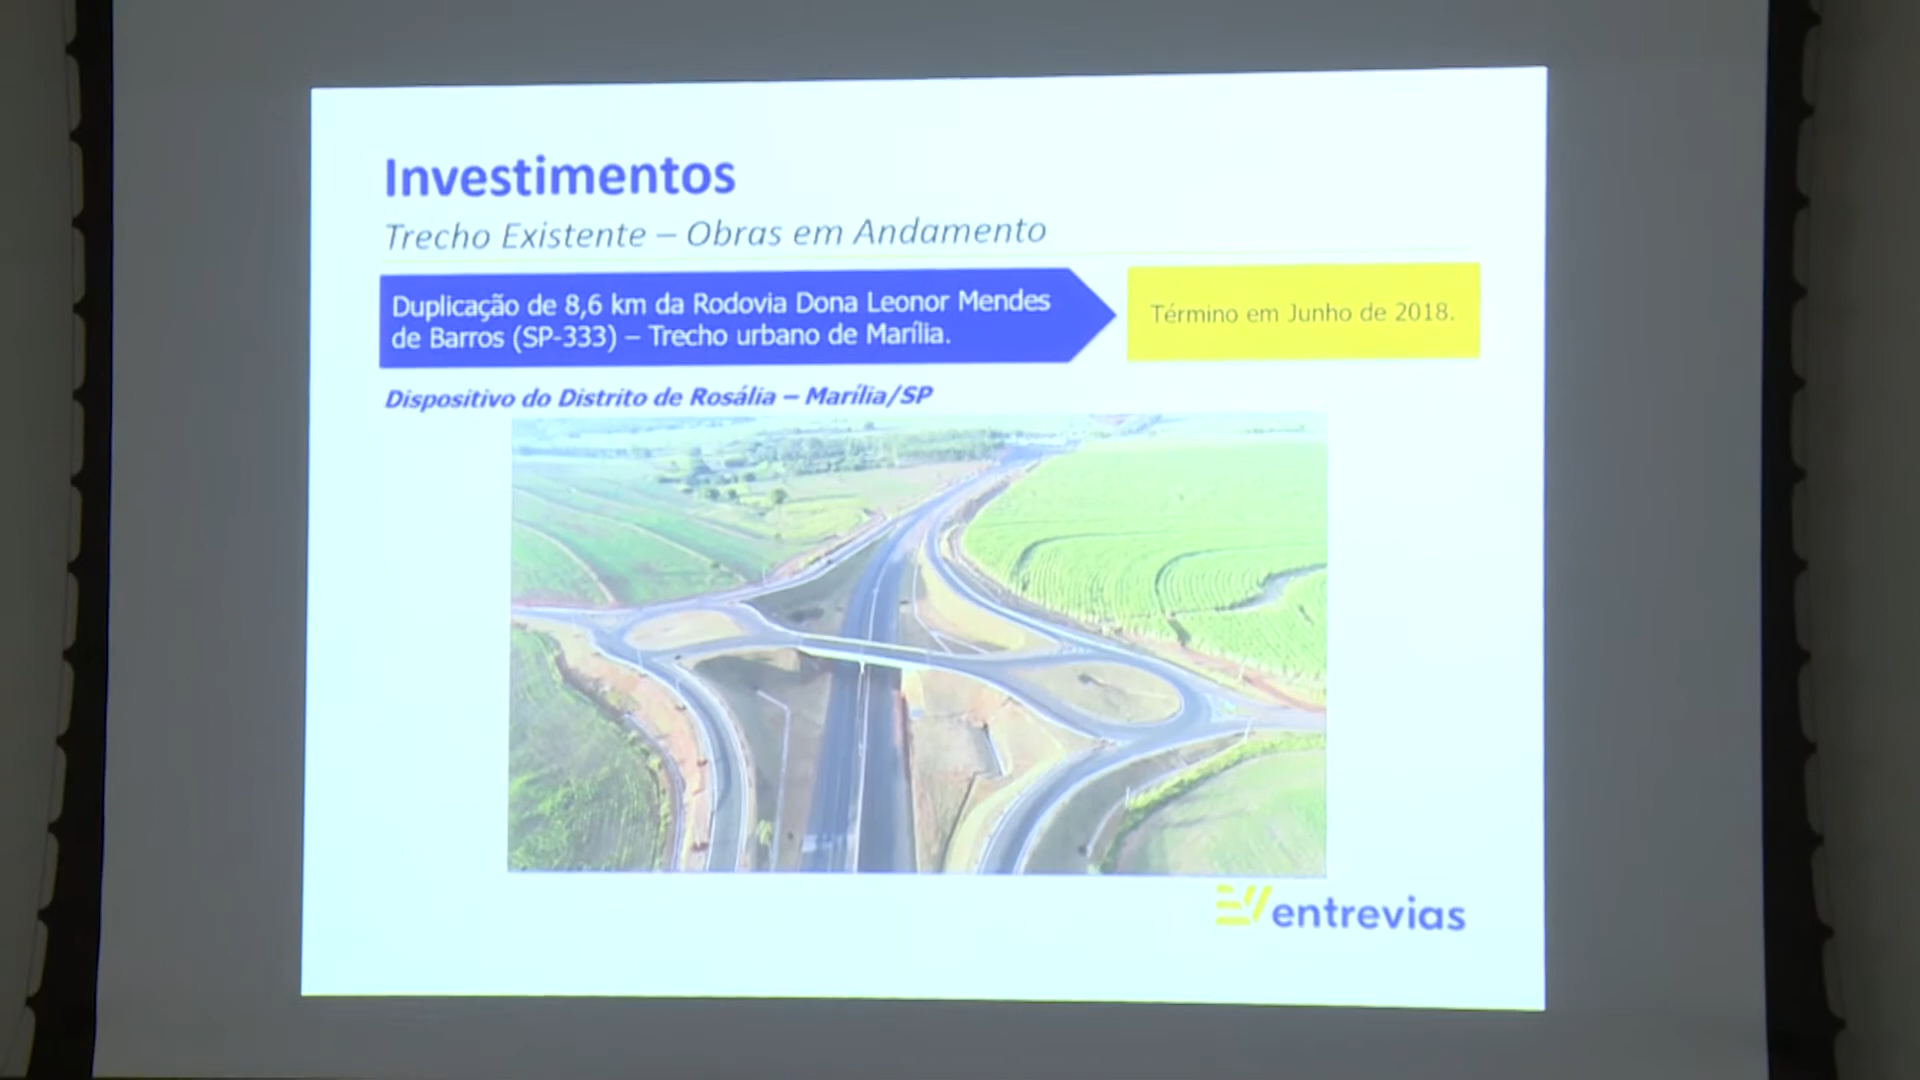 Investimentos
Trecho Existente – Obras em Andamento
Duplicação de 8,6 km da Rodovia Dona Leonor Mendes
de Barros (SP-333) – Trecho urbano de Marília.
Término em Junho de 2018.
Dispositivo do Distrito de Rosália – Marília/SP
entrevias